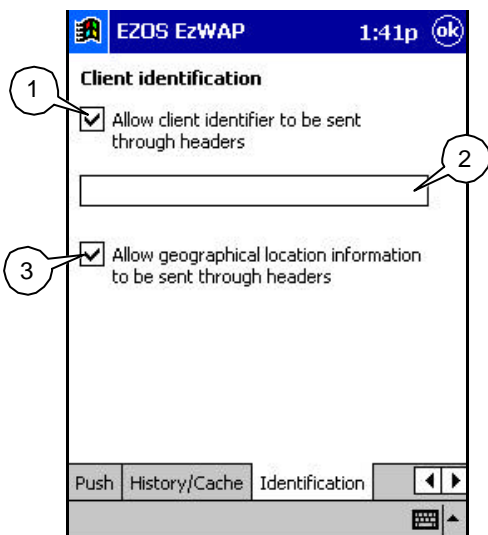 EZOS EzWAP 1:41p ok
Client identification
1
Allow client identifier to be sent
through headers
2
3
Allow geographical location information
to be sent through headers
Push History/Cache Identification